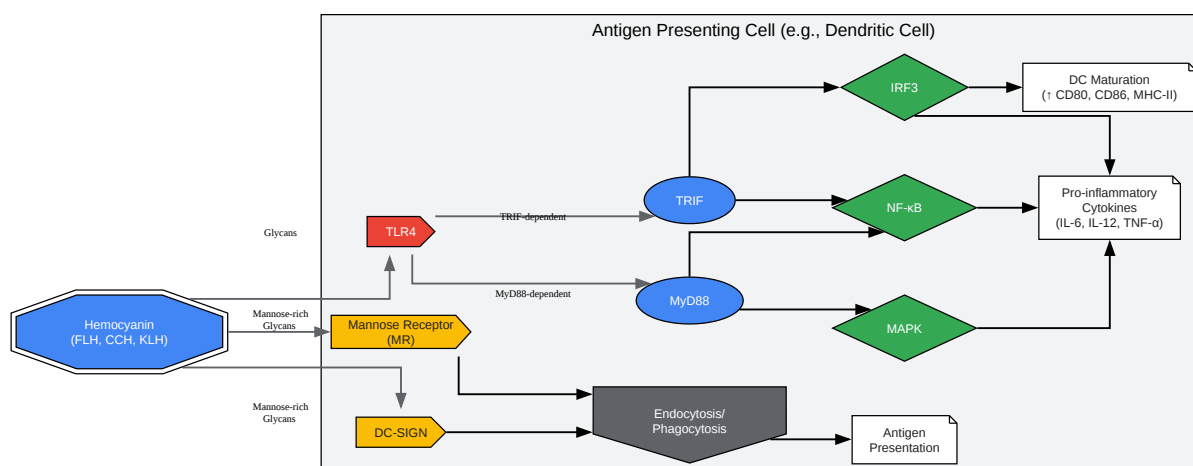 Antigen Presenting Cell (e.g., Dendritic Cell)
IRF3
DC Maturation
(↑ CD80, CD86, MHC-II)
TRIF
NF-κB
Pro-inflammatory
Cytokines
(IL-6, IL-12, TNF-α)
TRIF-dependent
Glycans
TLR4
MyD88-dependent
MyD88
Hemocyanin
(FLH, CCH, KLH)
Mannose-rich
Glycans
Mannose Receptor
(MR)
MAPK
Mannose-rich
Glycans
DC-SIGN
Endocytosis/
Phagocytosis
Antigen
Presentation